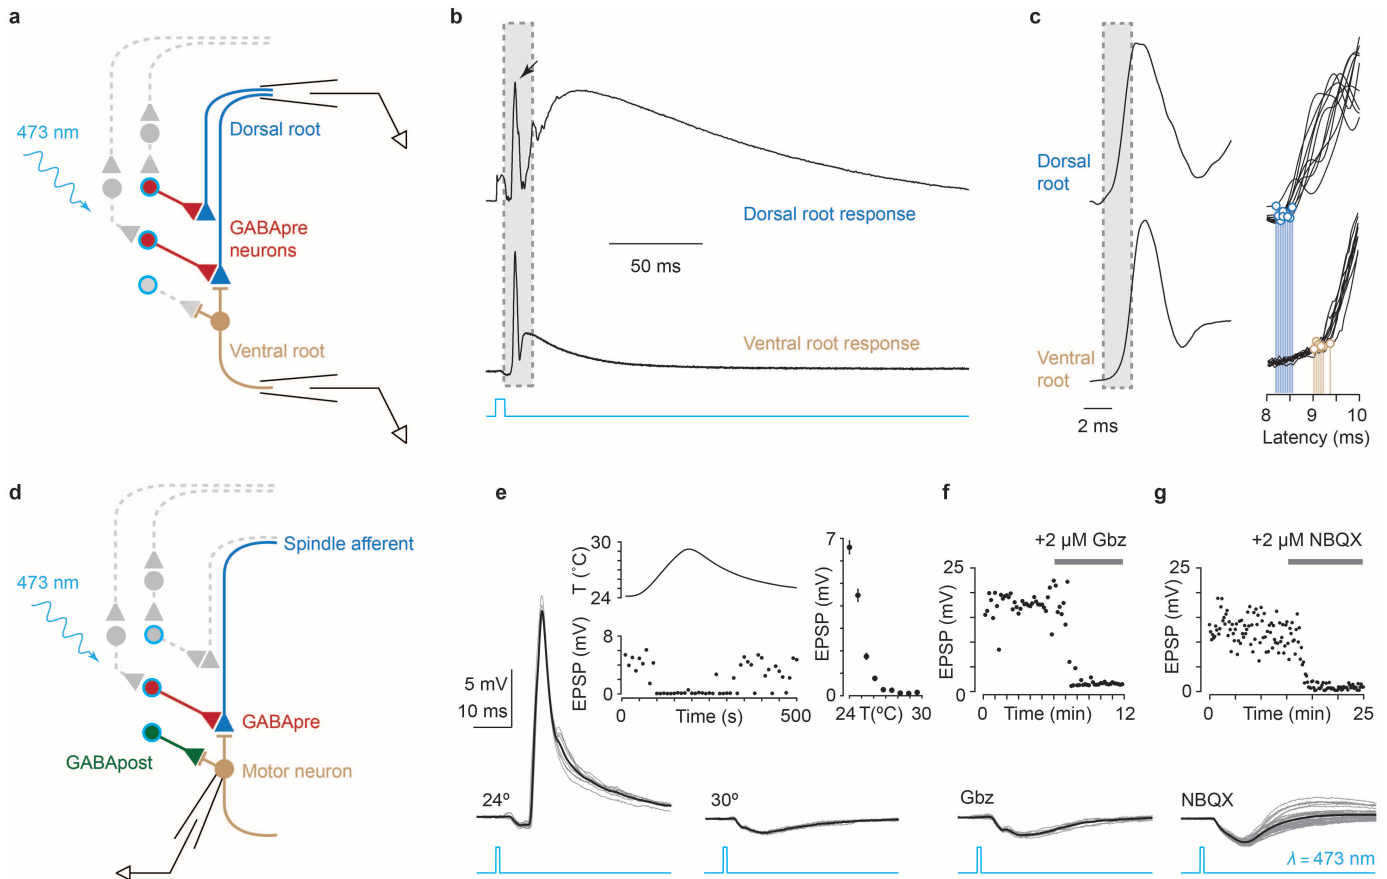 a
473 nm
Dorsal root
GABApre
neurons
Ventral root
b
Dorsal root response
50 ms
Ventral root response
c
Dorsal
root
Ventral
root
2 ms
8 9 10
Latency (ms)
d
473 nm
Spindle afferent
GABApre
GABApost
Motor neuron
e
5 mV
10 ms
24º
30
T (°C)
24
8
EPSP (mV)
0
0 Time (s) 500
7
EPSP (mV)
0
24 T(ºC) 30
30º
f
+2 µM Gbz
25
EPSP (mV)
0
0 Time (min) 12
Gbz
g
+2 µM NBQX
25
EPSP (mV)
0
0 Time (min) 25
NBQX
λ = 473 nm